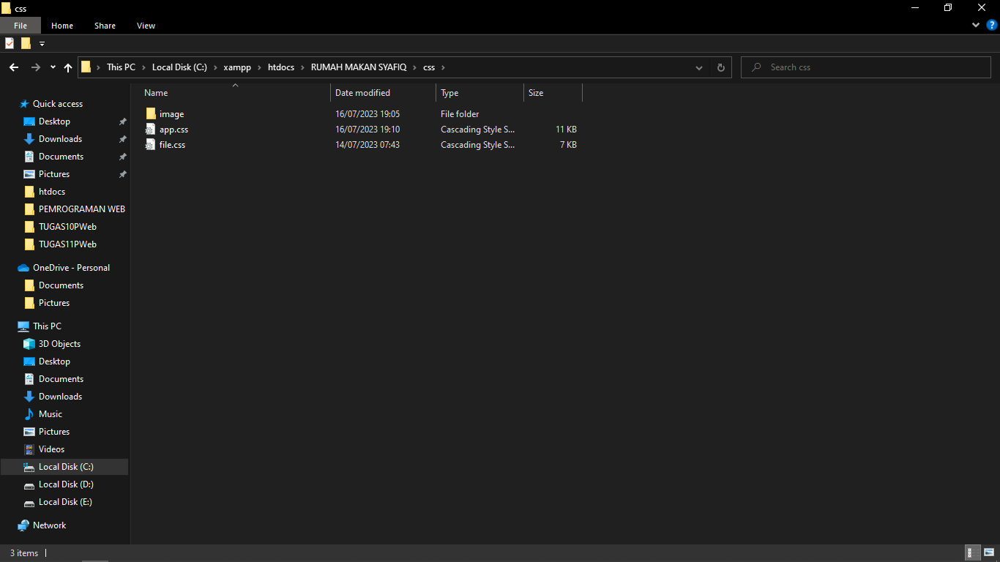 css
File Home Share View
This PC Local Disk (C:) xampp htdocs RUMAH MAKAN SYAFIQ css
Search css
Name Date modified Type Size
image 16/07/2023 19:05 File folder
app.css 16/07/2023 19:10 Cascading Style S... 11 KB
file.css 14/07/2023 07:43 Cascading Style S... 7 KB
Quick access
Desktop
Downloads
Documents
Pictures
htdocs
PEMROGRAMAN WEB
TUGAS10PWeb
TUGAS11PWeb
OneDrive - Personal
Documents
Pictures
This PC
3D Objects
Desktop
Documents
Downloads
Music
Pictures
Videos
Local Disk (C:)
Local Disk (D:)
Local Disk (E:)
Network
3 items